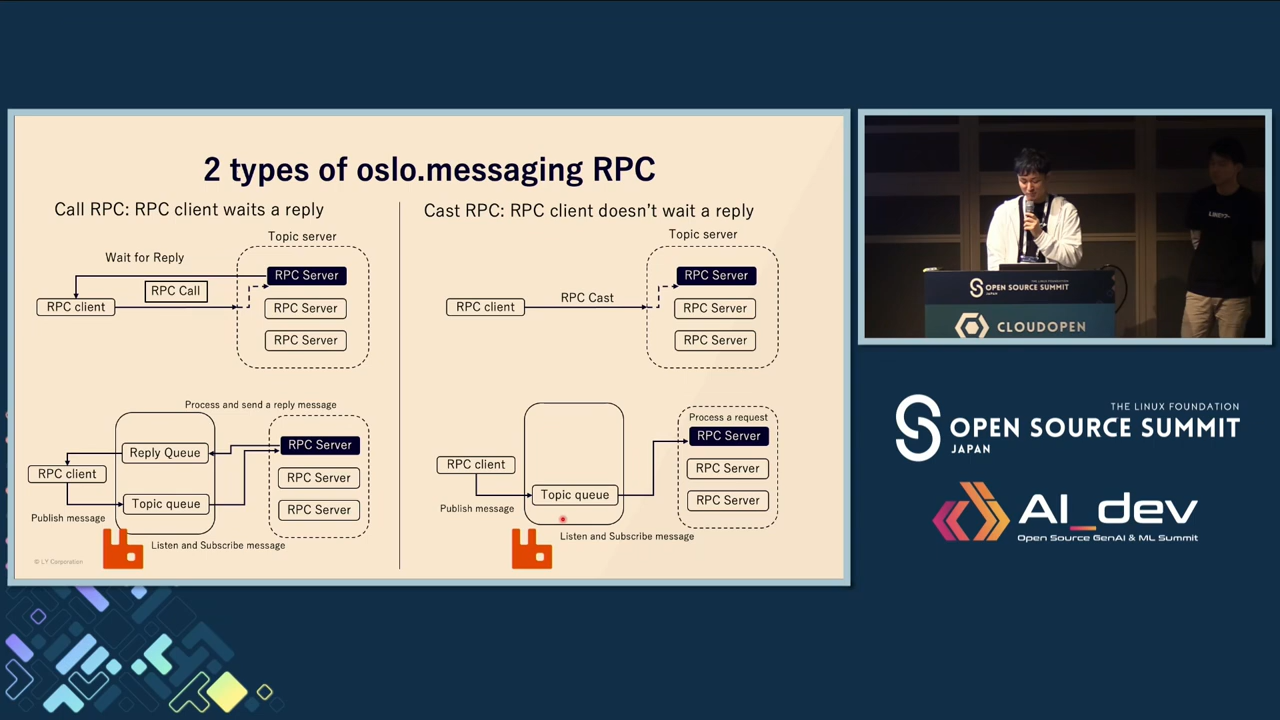 2 types of oslo.messaging RPC
Call RPC: RPC client waits a reply
Topic server
Wait for Reply
RPC Server
RPC Call
RPC client
RPC Server
RPC Server
Process and send a reply message
RPC Server
Reply Queue
RPC client
RPC Server
Topic queue
RPC Server
Publish message
Listen and Subscribe message
© LY Corporation
Cast RPC: RPC client doesn't wait a reply
Topic server
RPC Server
RPC Cast
RPC client
RPC Server
RPC Server
Process a request
RPC Server
RPC client
RPC Server
Topic queue
RPC Server
Publish message
Listen and Subscribe message
THE LINUX FOUNDATION
OPEN SOURCE SUMMIT
JAPAN
CLOUDOPEN
THE LINUX FOUNDATION
OPEN SOURCE SUMMIT
JAPAN
AI_dev
Open Source GenAI & ML Summit